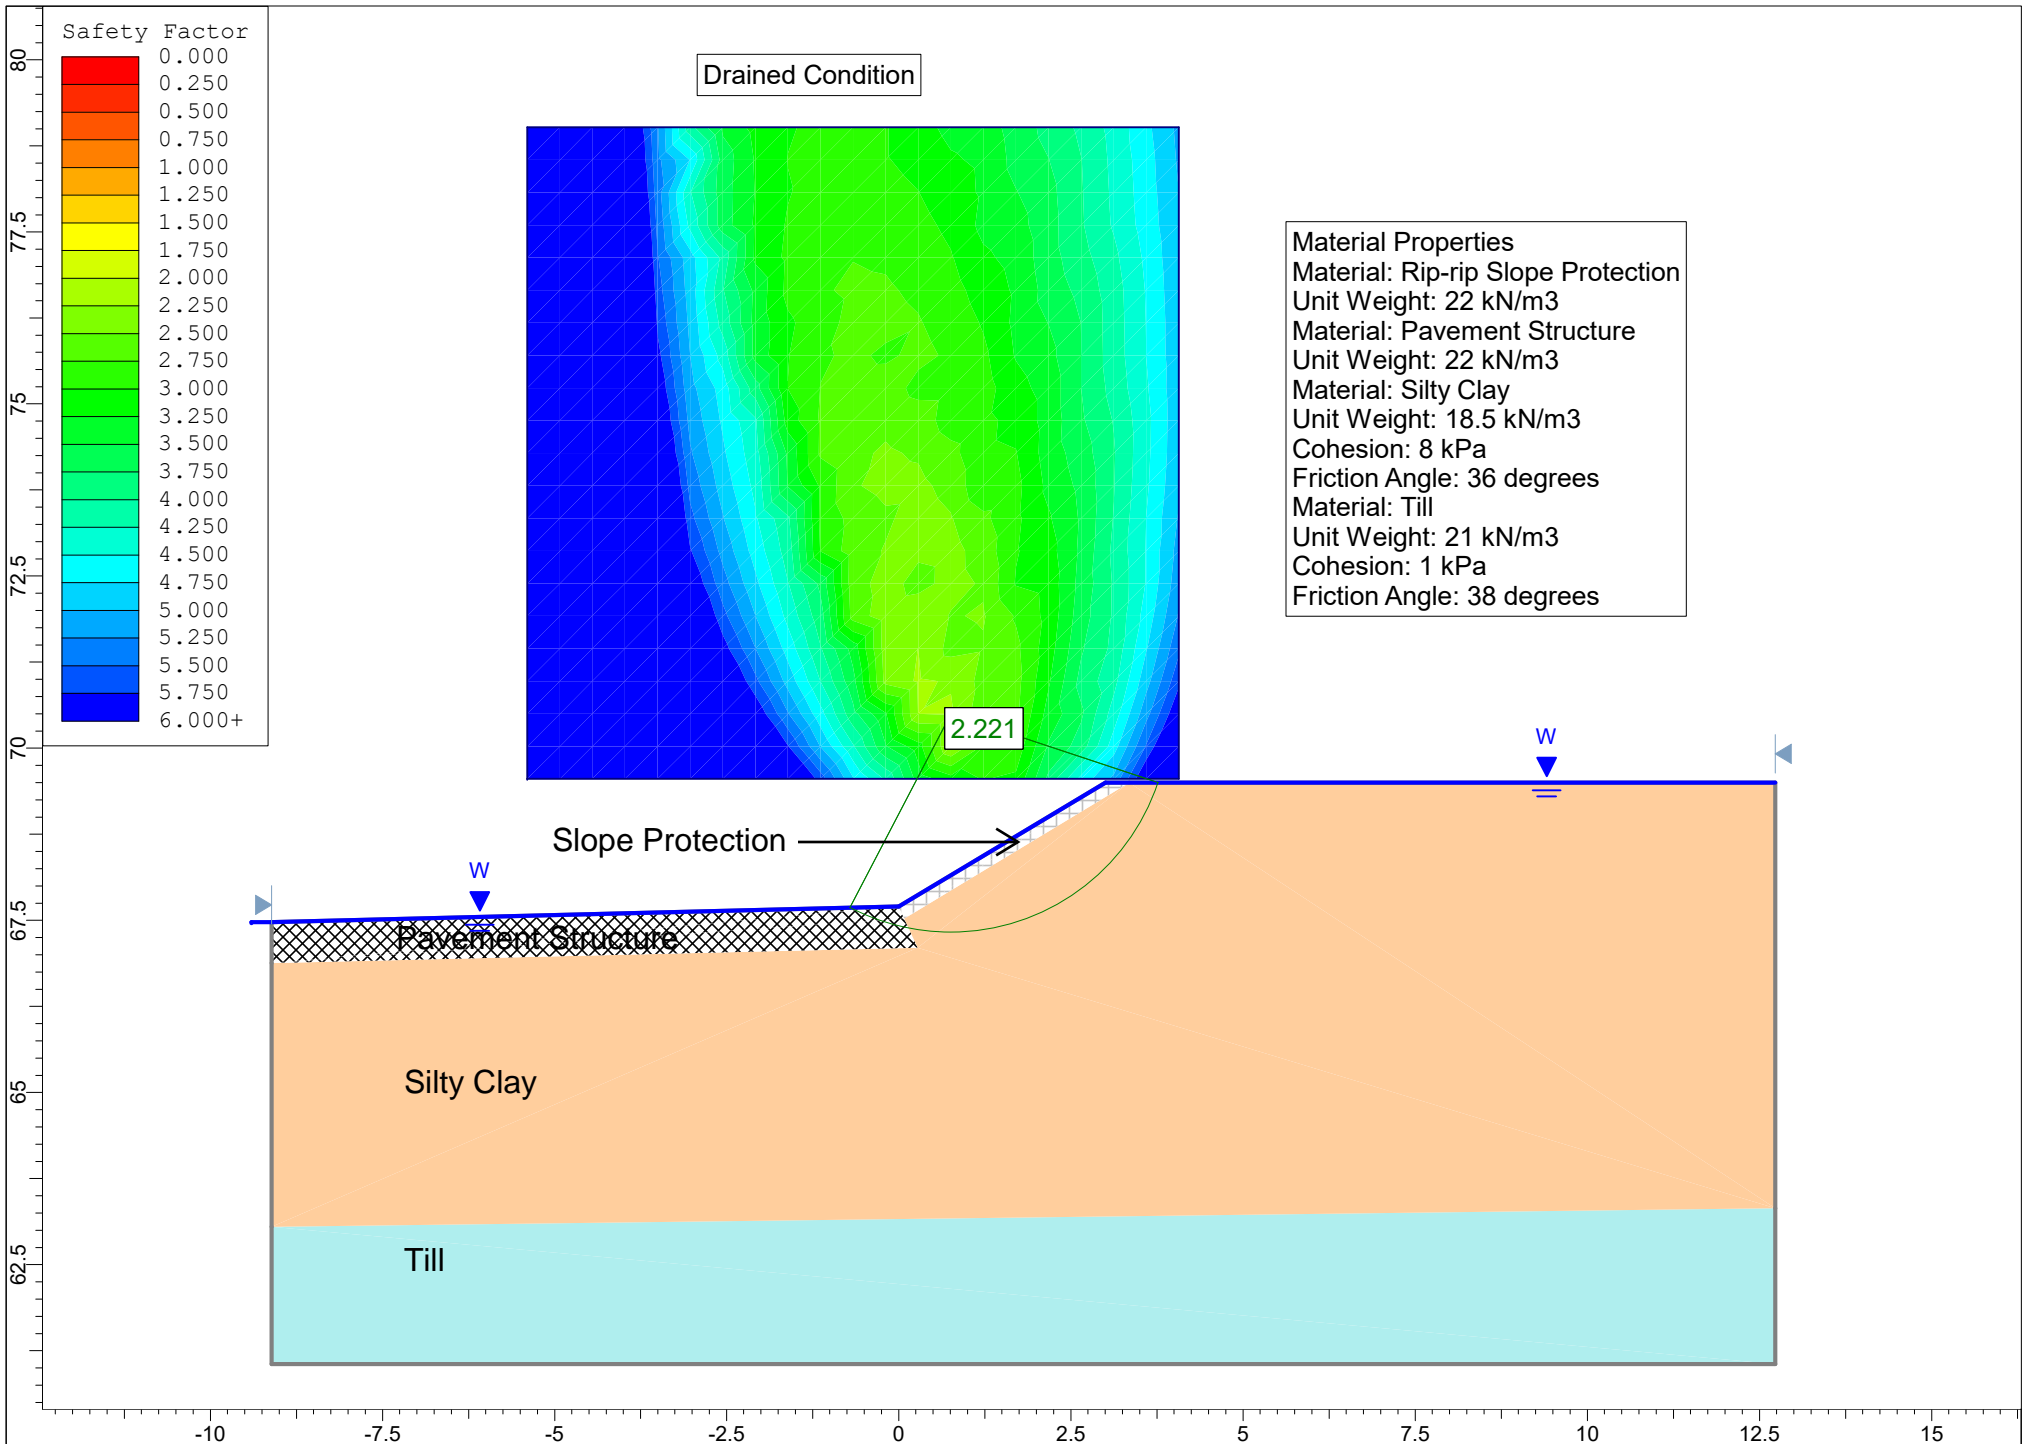 Safety Factor
0.000
0.250
0.500
0.750
1.000
1.250
1.500
1.750
2.000
2.250
2.500
2.750
3.000
3.250
3.500
3.750
4.000
4.250
4.500
4.750
5.000
5.250
5.500
5.750
6.000+
Drained Condition
Material Properties
Material: Rip-rip Slope Protection
Unit Weight: 22 kN/m3
Material: Pavement Structure
Unit Weight: 22 kN/m3
Material: Silty Clay
Unit Weight: 18.5 kN/m3
Cohesion: 8 kPa
Friction Angle: 36 degrees
Material: Till
Unit Weight: 21 kN/m3
Cohesion: 1 kPa
Friction Angle: 38 degrees
2.221
W
W
Slope Protection
Pavement Structure
Silty Clay
Till
80
77.5
75
72.5
70
67.5
65
62.5
-10 -7.5 -5 -2.5 0 2.5 5 7.5 10 12.5 15